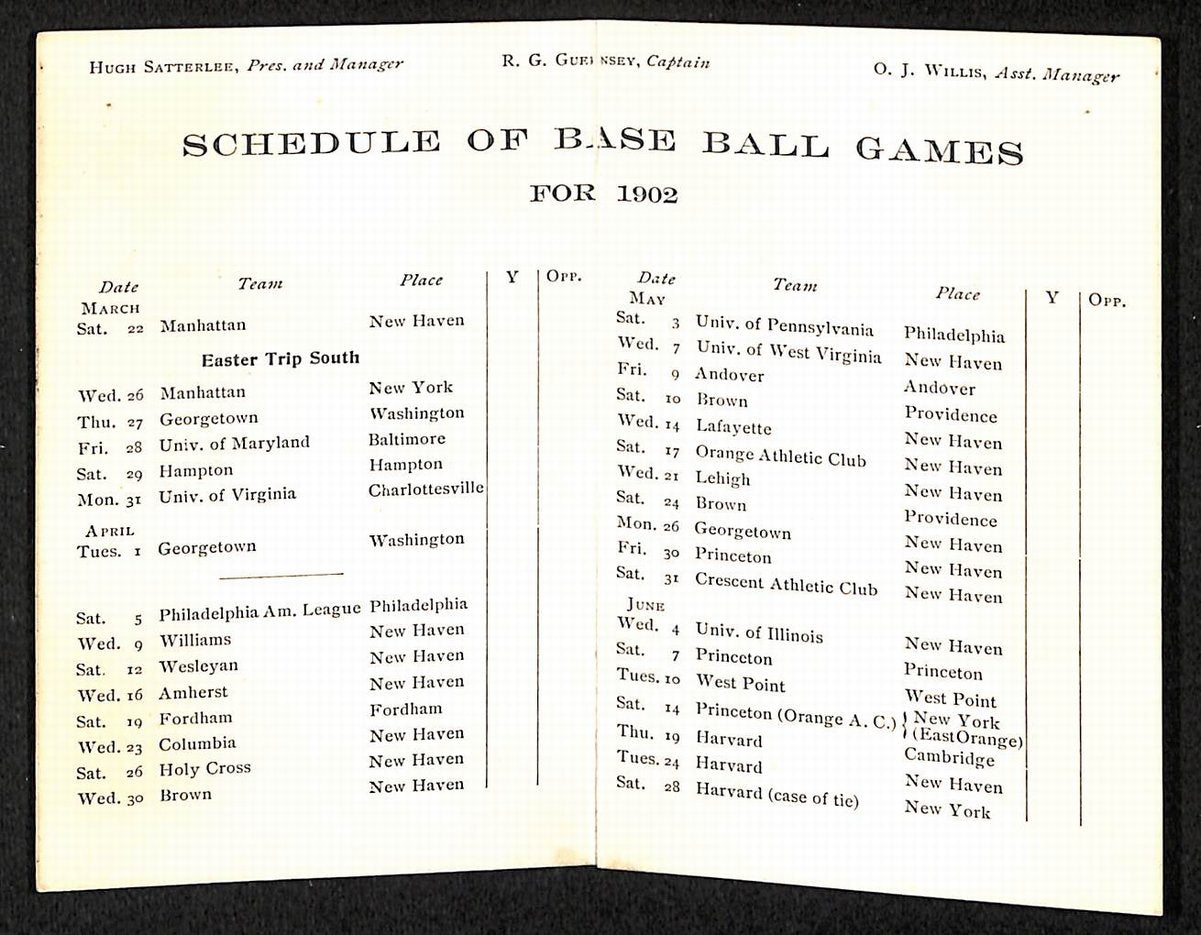 HUGH SATTERLEE, Pres. and Manager R. G. GUERNSEY, Captain O. J. WILLIS, Asst. Manager
SCHEDULE OF BASE BALL GAMES
FOR 1902
Date Team Place Y OPP.
MARCH
Sat. 22 Manhattan New Haven
Easter Trip South
Wed. 26 Manhattan New York
Thu. 27 Georgetown Washington
Fri. 28 Univ. of Maryland Baltimore
Sat. 29 Hampton Hampton
Mon. 31 Univ. of Virginia Charlottesville
APRIL
Tues. 1 Georgetown Washington
Sat. 5 Philadelphia Am. League Philadelphia
Wed. 9 Williams New Haven
Sat. 12 Wesleyan New Haven
Wed. 16 Amherst New Haven
Sat. 19 Fordham Fordham
Wed. 23 Columbia New Haven
Sat. 26 Holy Cross New Haven
Wed. 30 Brown New Haven
Date Team Place Y OPP.
MAY
Sat. 3 Univ. of Pennsylvania Philadelphia
Wed. 7 Univ. of West Virginia New Haven
Fri. 9 Andover Andover
Sat. 10 Brown Providence
Wed. 14 Lafayette New Haven
Sat. 17 Orange Athletic Club New Haven
Wed. 21 Lehigh New Haven
Sat. 24 Brown Providence
Mon. 26 Georgetown New Haven
Fri. 30 Princeton New Haven
Sat. 31 Crescent Athletic Club New Haven
JUNE
Wed. 4 Univ. of Illinois New Haven
Sat. 7 Princeton Princeton
Tues. 10 West Point West Point
Sat. 14 Princeton (Orange A. C.) } New York
(EastOrange)
Thu. 19 Harvard Cambridge
Tues. 24 Harvard New Haven
Sat. 28 Harvard (case of tie) New York